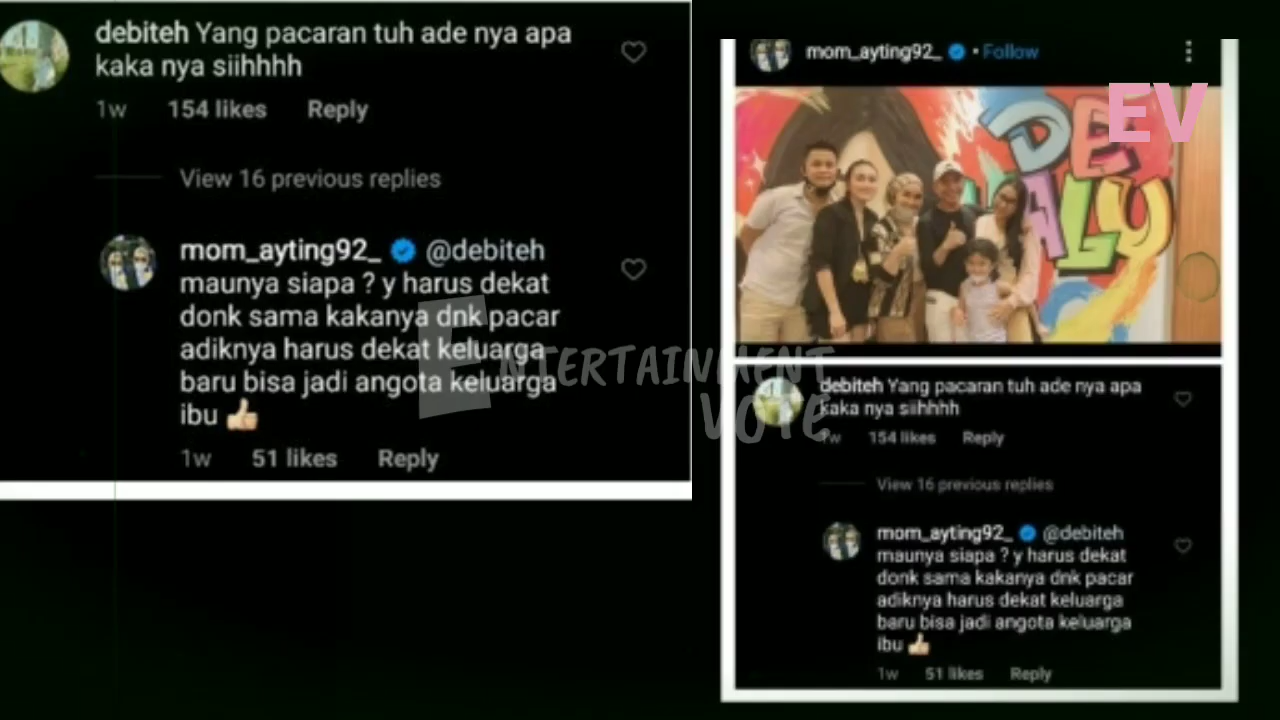 debiteh Yang pacaran tuh ade nya apa
kaka nya siihhhh
1w 154 likes Reply
View 16 previous replies
mom_ayting92_ @debiteh
maunya siapa ? y harus dekat
donk sama kakanya dnk pacar
adiknya harus dekat keluarga
baru bisa jadi angota keluarga
ibu 👍🏻
1w 51 likes Reply
mom_ayting92_ • Follow
EV
DE
HALU
ENTERTAINMENT
VOTE
debiteh Yang pacaran tuh ade nya apa
kaka nya siihhhh
1w 154 likes Reply
View 16 previous replies
mom_ayting92_ @debiteh
maunya siapa ? y harus dekat
donk sama kakanya dnk pacar
adiknya harus dekat keluarga
baru bisa jadi angota keluarga
ibu 👍🏻
1w 51 likes Reply